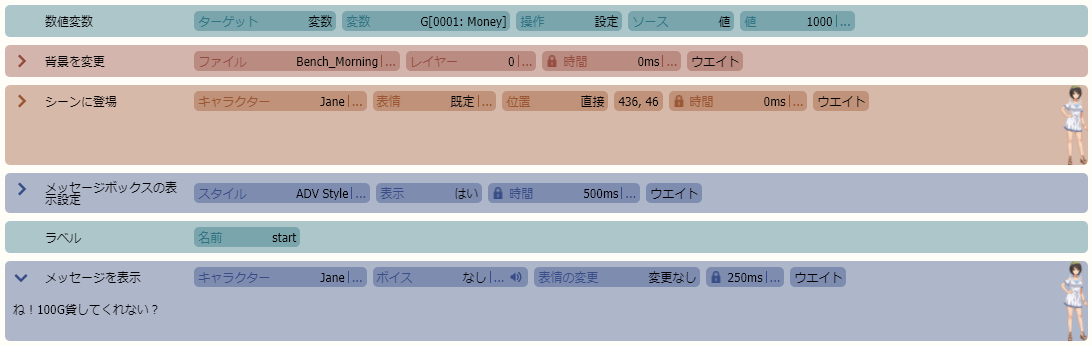 数値変数 ターゲット 変数 変数 G[0001: Money] 操作 設定 ソース 値 値 1000|...
背景を変更 ファイル Bench_Morning|... レイヤー 0|... 時間 0ms|... ウエイト
シーンに登場 キャラクター Jane|... 表情 既定|... 位置 直接 436, 46 時間 0ms|... ウエイト
メッセージボックスの表
示設定
スタイル ADV Style|... 表示 はい 時間 500ms|... ウエイト
ラベル 名前 start
メッセージを表示 キャラクター Jane|... ボイス なし|... 表情の変更 変更なし 250ms|... ウエイト
ね！100G貸してくれない？